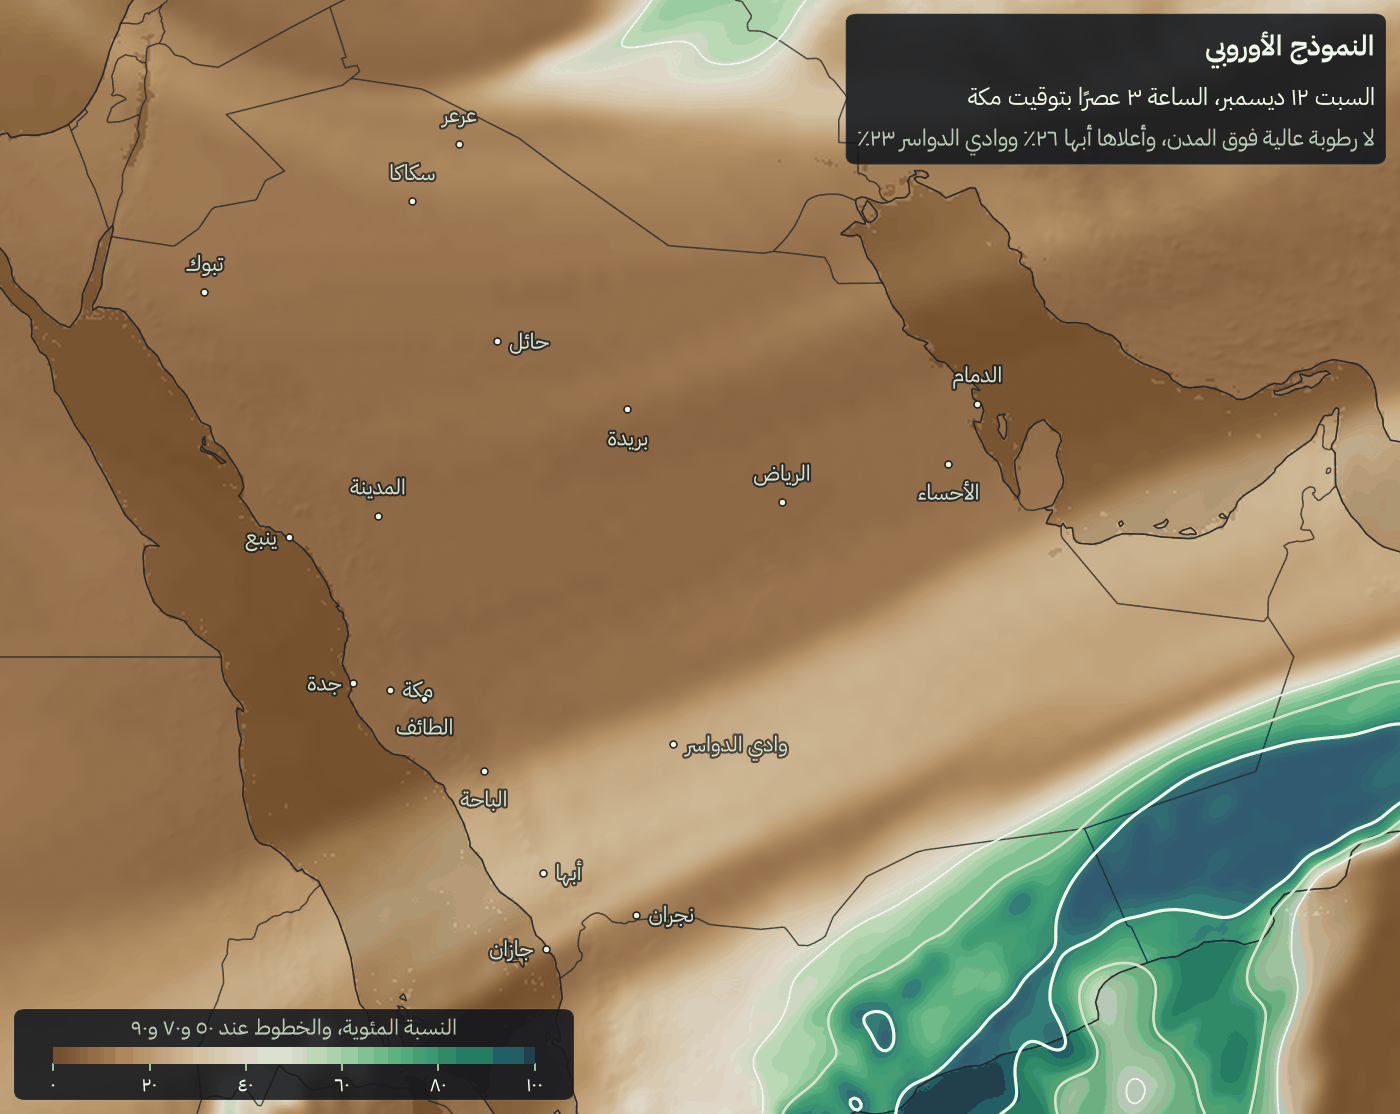 النموذج الأوروبي
السبت ١٢ ديسمبر، الساعة ٣ عصرًا بتوقيت مكة
لا رطوبة عالية فوق المدن، وأعلاها أبها ٢٦٪ ووادي الدواسر ٢٣٪
عرعر
سكاكا
تبوك
حائل
الدمام
بريدة
الرياض
الأحساء
المدينة
ينبع
جدة
مكة
الطائف
وادي الدواسر
الباحة
أبها
نجران
جازان
النسبة المئوية، والخطوط عند ٥٠ و٧٠ و٩٠
٠ ٢٠ ٤٠ ٦٠ ٨٠ ١٠٠